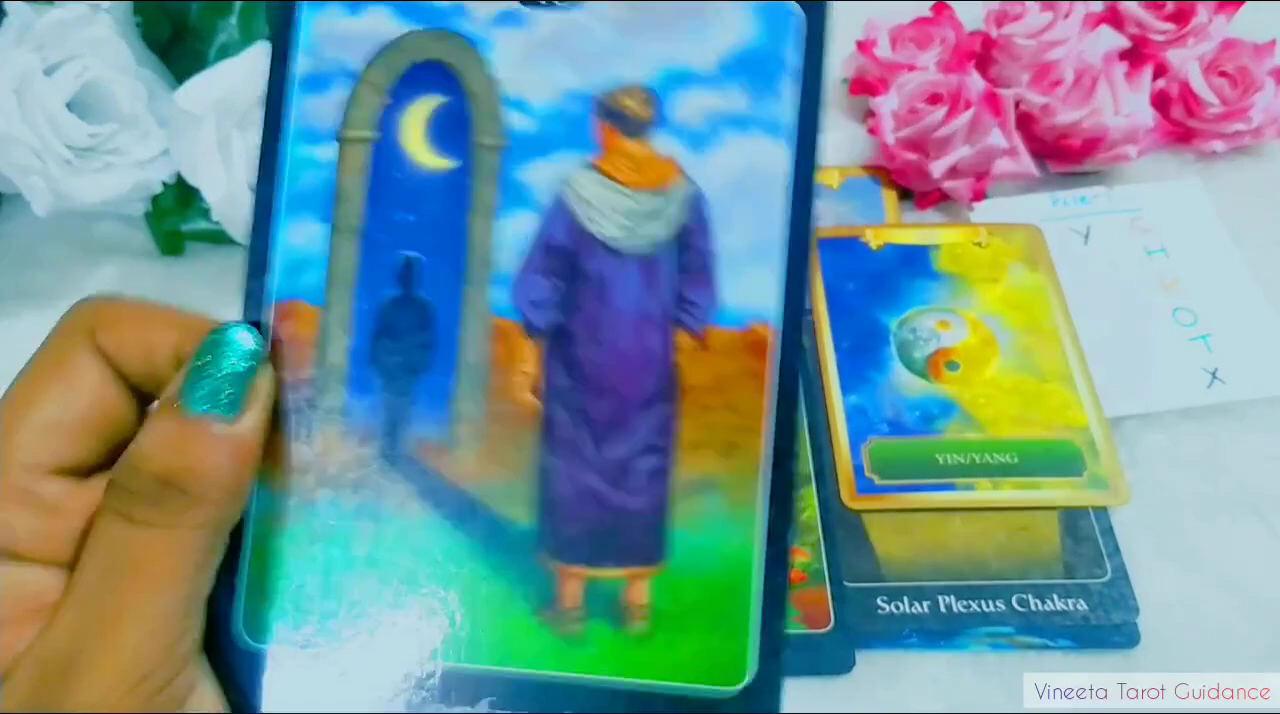 YIN/YANG
Y
I
O
T
X
Solar Plexus Chakra
Vineeta Tarot Guidance